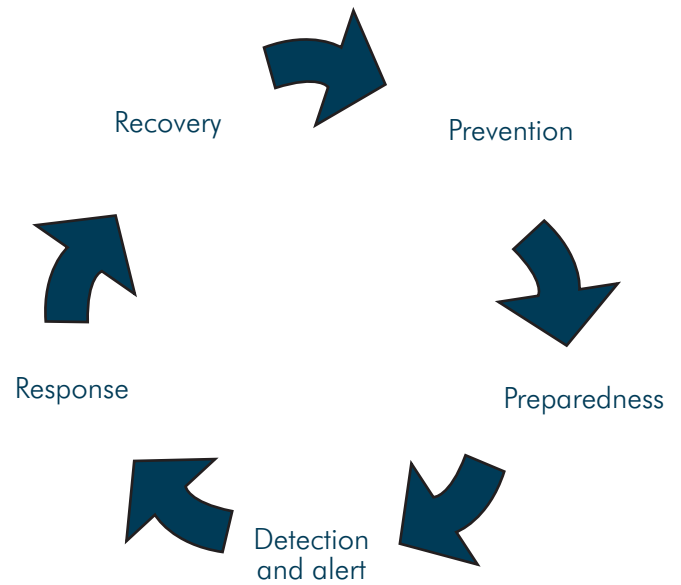 Recovery
Prevention
Response
Preparedness
Detection
and alert